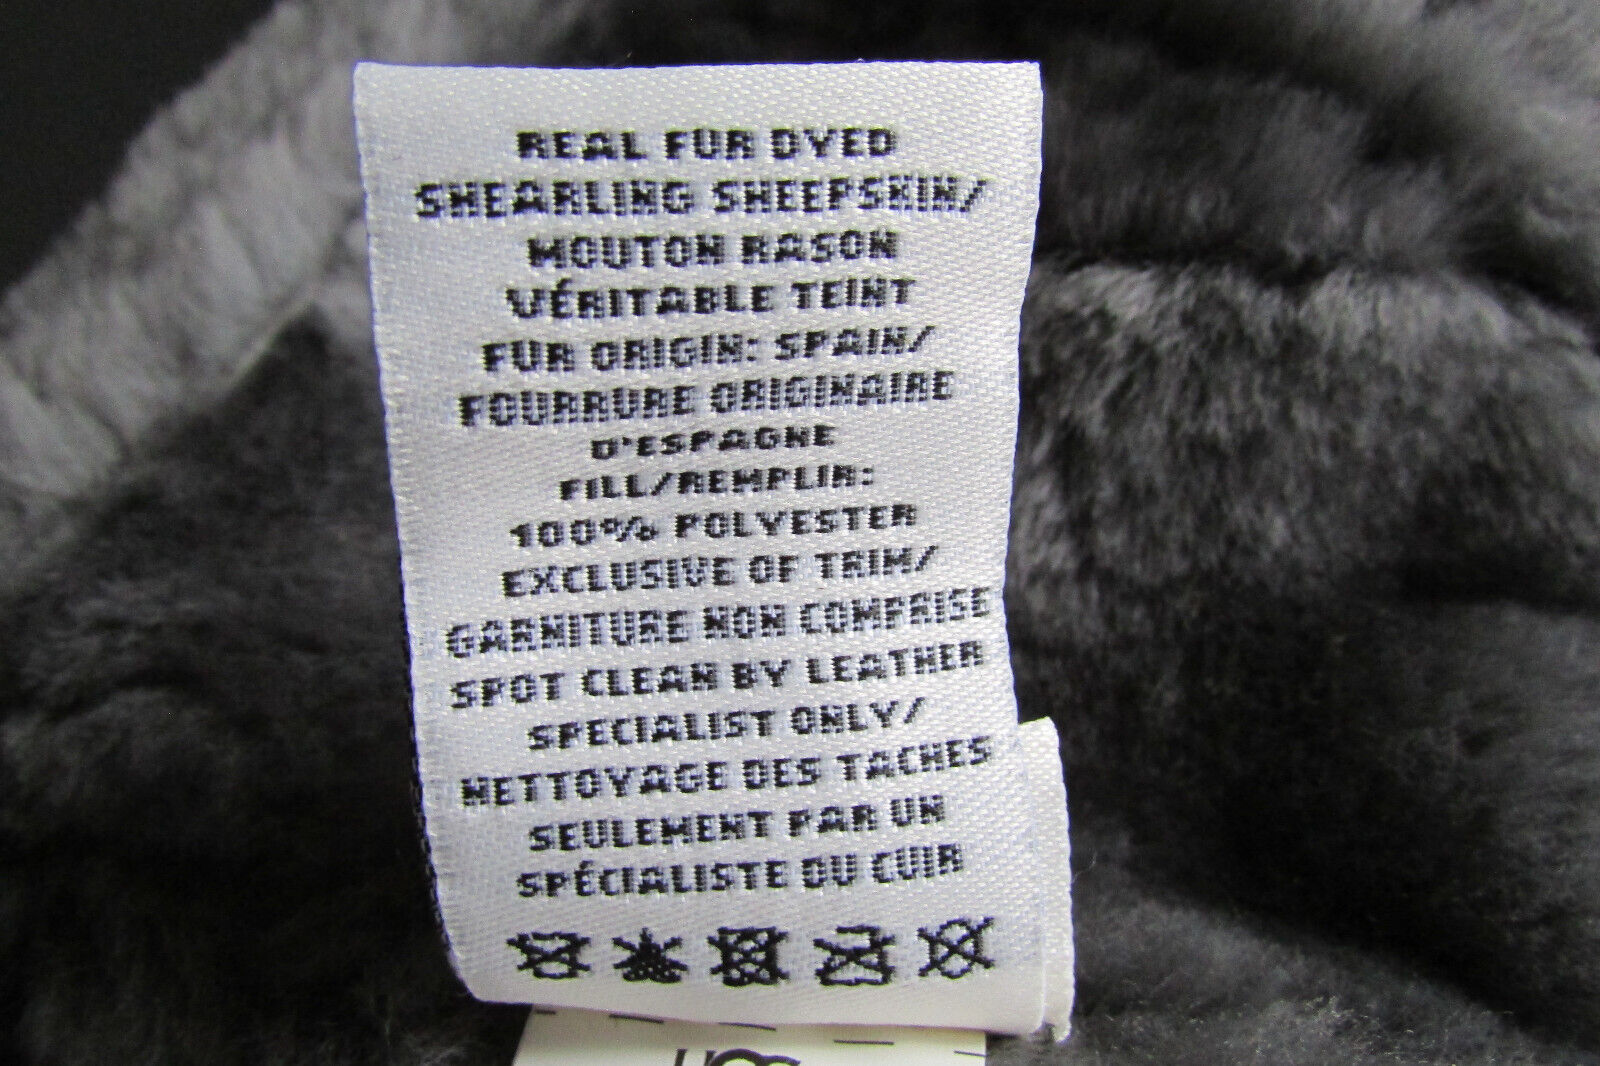 REAL FUR DYED
SHEARLING SHEEPSKIN/
MOUTON RASON
VÉRITABLE TEINT
FUR ORIGIN: SPAIN/
FOURRURE ORIGINAIRE
D'ESPAGNE
FILL/REMPLIR:
100% POLYESTER
EXCLUSIVE OF TRIM/
GARNITURE NON COMPRISE
SPOT CLEAN BY LEATHER
SPECIALIST ONLY/
NETTOYAGE DES TACHES
SEULEMENT PAR UN
SPÉCIALISTE DU CUIR